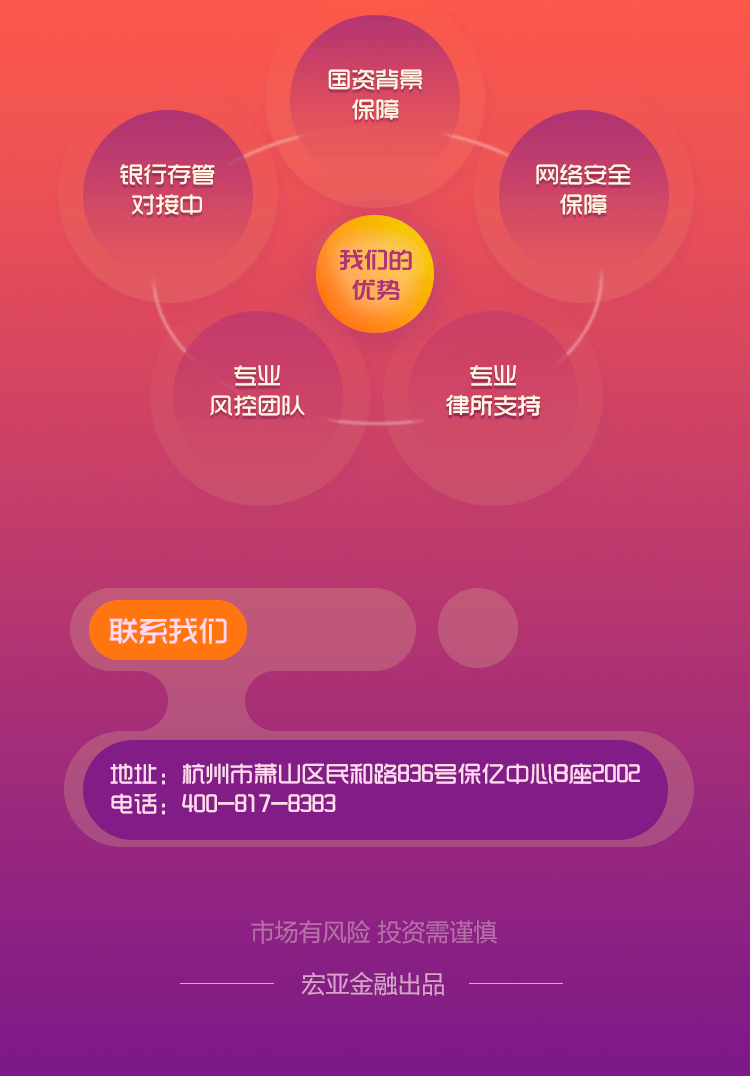 国资背景
保障
银行存管
对接中
网络安全
保障
我们的
优势
专业
风控团队
专业
律所支持
联系我们
地址：杭州市萧山区民和路836号保亿中心B座2002
电话：400-817-8383
市场有风险 投资需谨慎
宏亚金融出品